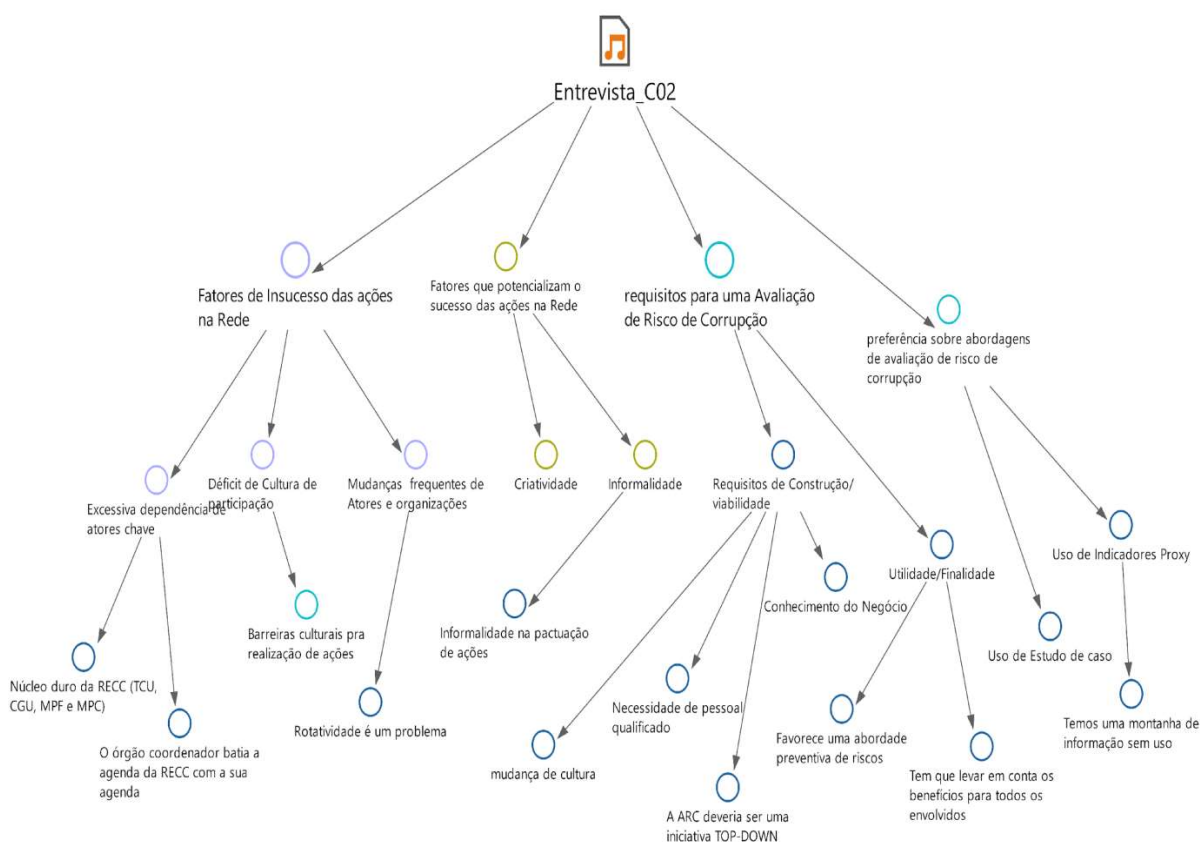 Entrevista_C02
Fatores de Insucesso das ações
na Rede
Fatores que potencializam o
sucesso das ações na Rede
requisitos para uma Avaliação
de Risco de Corrupção
preferência sobre abordagens
de avaliação de risco de
corrupção
Excessiva dependência de
atores chave
Déficit de Cultura de
participação
Mudanças frequentes de
Atores e organizações
Criatividade
Informalidade
Requisitos de Construção/
viabilidade
Utilidade/Finalidade
Uso de Indicadores Proxy
Conhecimento do Negócio
Barreiras culturais pra
realização de ações
Informalidade na pactuação
de ações
Uso de Estudo de caso
Núcleo duro da RECC (TCU,
CGU, MPF e MPC)
O órgão coordenador batia a
agenda da RECC com a sua
agenda
Rotatividade é um problema
mudança de cultura
Necessidade de pessoal
qualificado
A ARC deveria ser uma
iniciativa TOP-DOWN
Favorece uma abordade
preventiva de riscos
Tem que levar em conta os
benefícios para todos os
envolvidos
Temos uma montanha de
informação sem uso